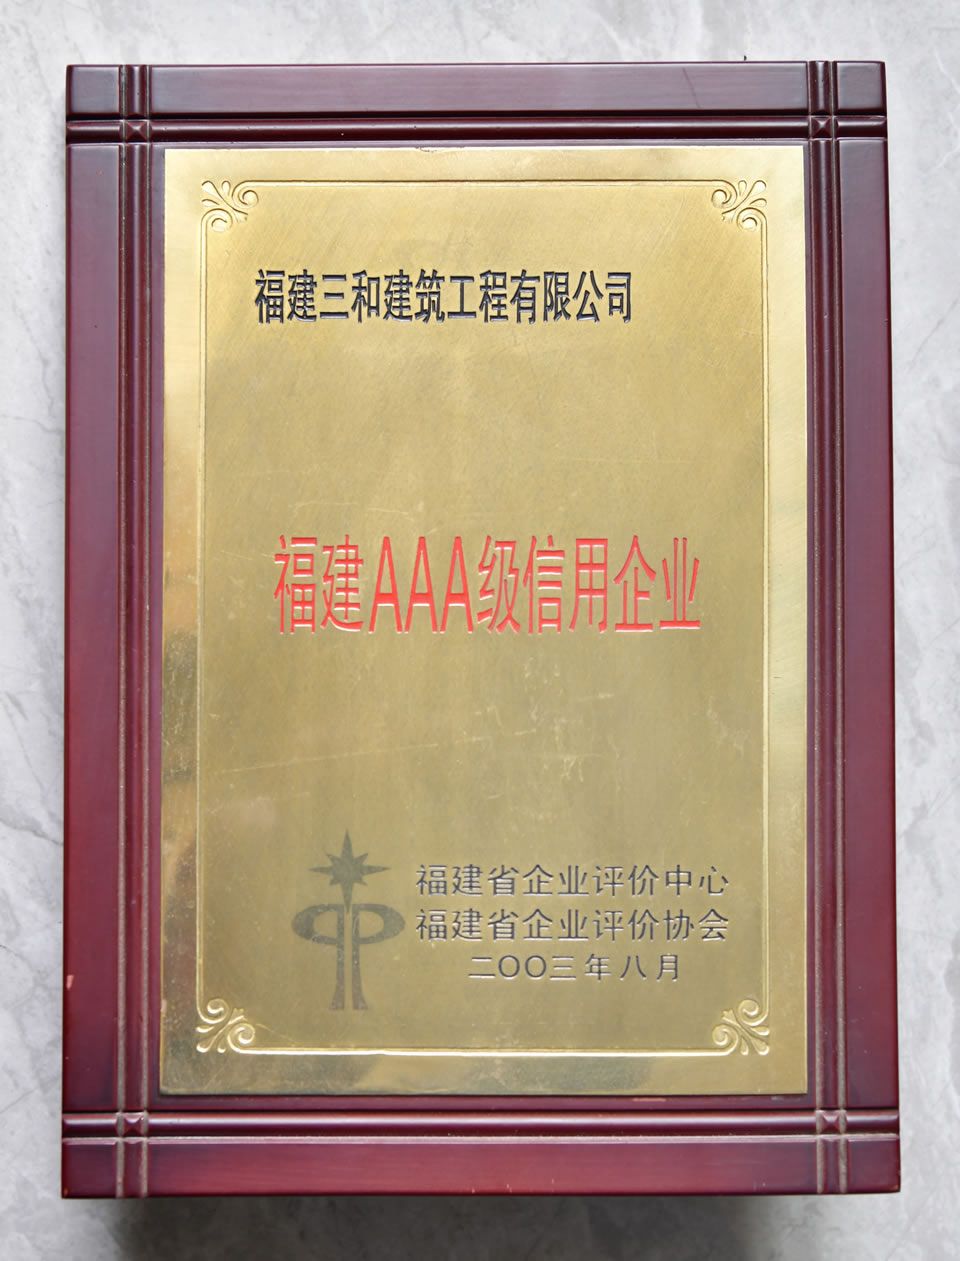 福建三和建筑工程有限公司
福建AAA级信用企业
福建省企业评价中心
福建省企业评价协会
二〇〇三年八月